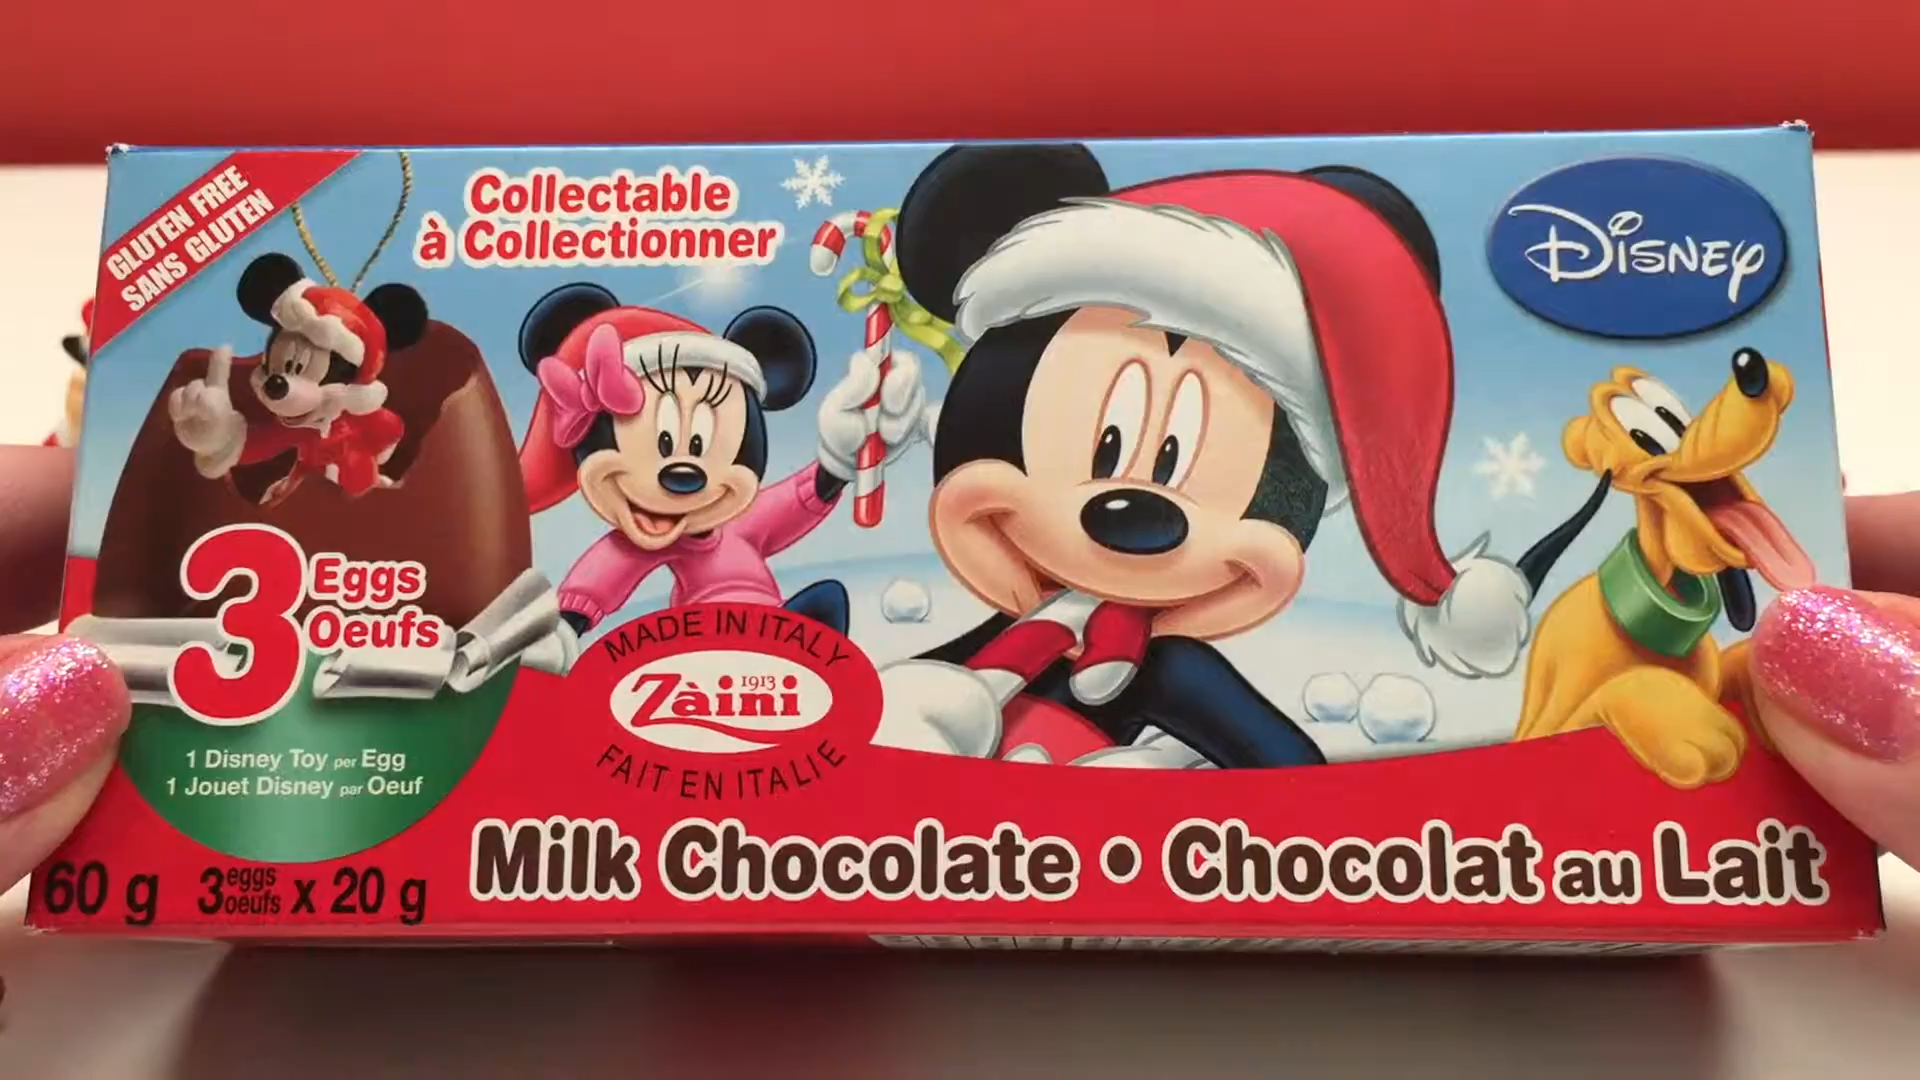 GLUTEN FREE
SANS GLUTEN
Collectable
à Collectionner
DISNEY
3 Eggs
Oeufs
1 Disney Toy per Egg
1 Jouet Disney par Oeuf
MADE IN ITALY
Zàini 1913
FAIT EN ITALIE
Milk Chocolate • Chocolat au Lait
60 g 3 eggs oeufs x 20 g